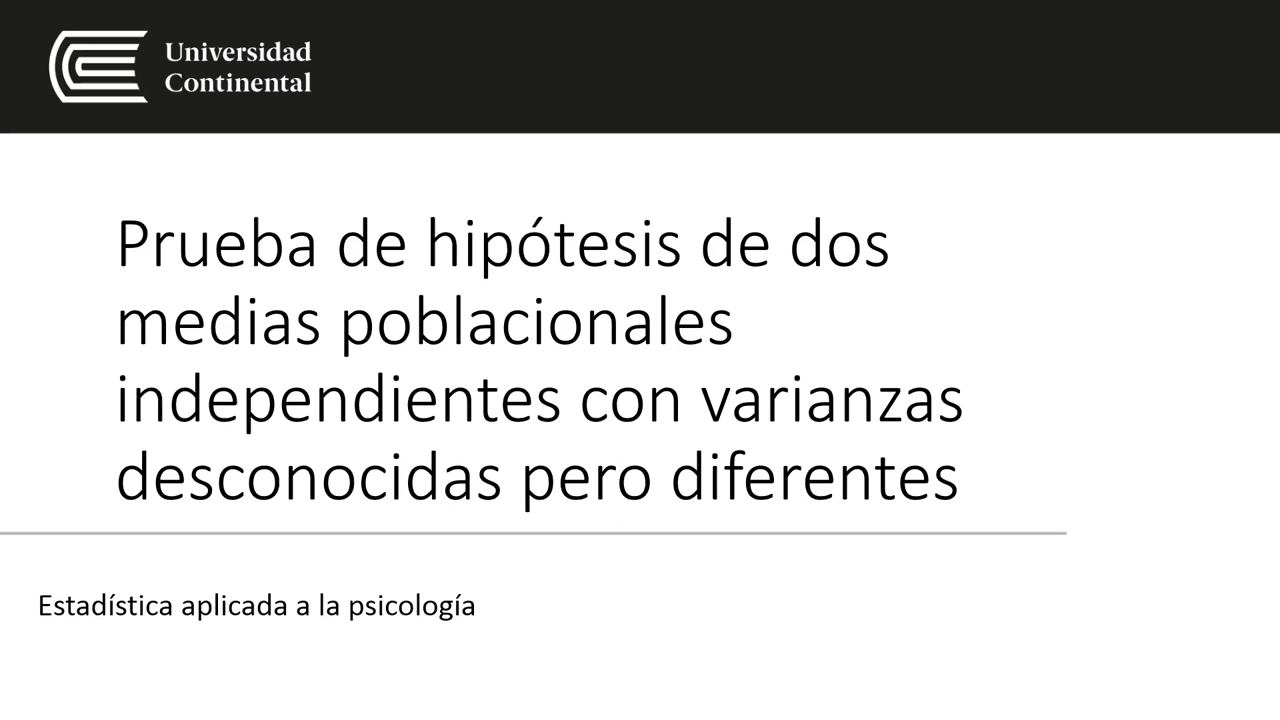 Universidad
Continental
Prueba de hipótesis de dos
medias poblacionales
independientes con varianzas
desconocidas pero diferentes
Estadística aplicada a la psicología